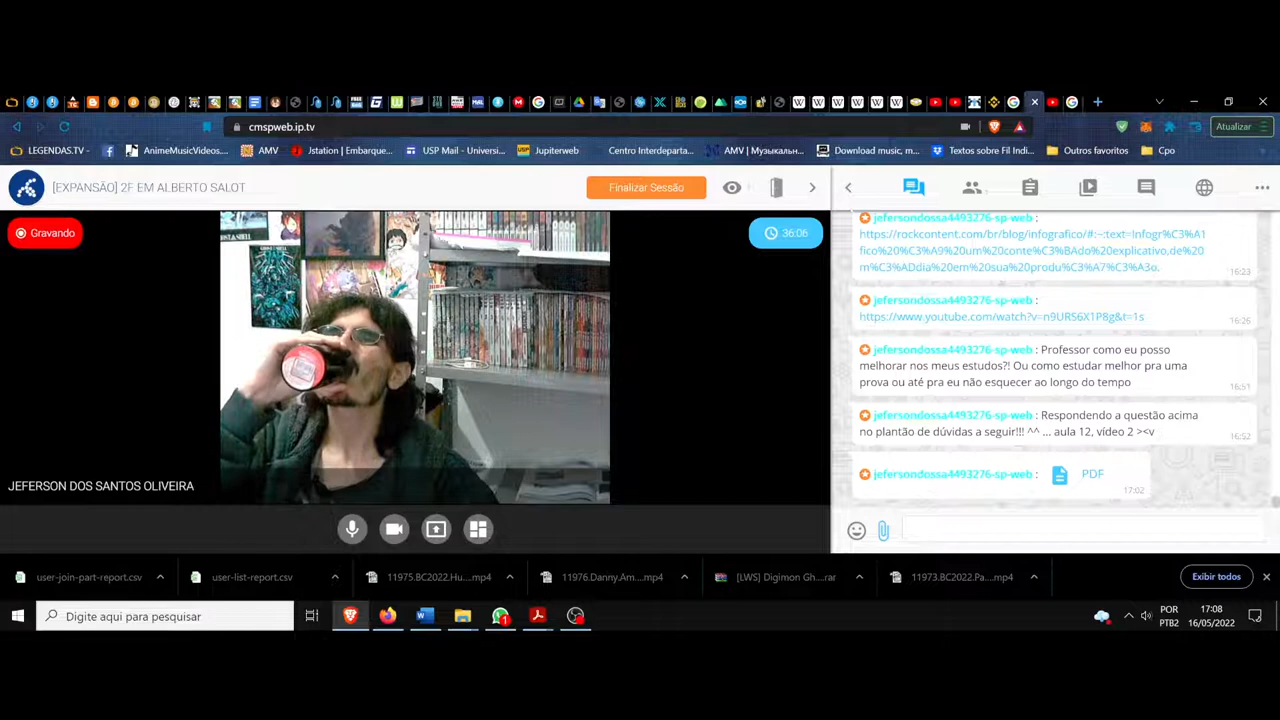 cmspweb.ip.tv
Atualizar
LEGENDAS.TV -
AnimeMusicVideos...
AMV
Jstation | Embarque...
USP Mail - Universi...
Jupiterweb
Centro Interdeparta...
AMV | Музыкальн...
Download music, m...
Textos sobre Fil Indi...
Outros favoritos
Cpo
[EXPANSÃO] 2F EM ALBERTO SALOT
Finalizar Sessão
Gravando
36:06
JEFERSON DOS SANTOS OLIVEIRA
jefersondossa4493276-sp-web :
https://rockcontent.com/br/blog/infografico/#:~:text=Infogr%C3%A1
fico%20%C3%A9%20um%20conte%C3%BAdo%20explicativo,de%20
m%C3%ADdia%20em%20sua%20produ%C3%A7%C3%A3o.
16:23
jefersondossa4493276-sp-web :
https://www.youtube.com/watch?v=n9URS6X1P8g&t=1s
16:26
jefersondossa4493276-sp-web : Professor como eu posso
melhorar nos meus estudos?! Ou como estudar melhor pra uma
prova ou até pra eu não esquecer ao longo do tempo
16:51
jefersondossa4493276-sp-web : Respondendo a questão acima
no plantão de dúvidas a seguir!!! ^^ ... aula 12, vídeo 2 ><v
16:52
jefersondossa4493276-sp-web : PDF
17:02
user-join-part-report.csv
user-list-report.csv
11975.BC2022.Hu....mp4
11976.Danny.Am....mp4
[LWS] Digimon Gh....rar
11973.BC2022.Pa....mp4
Exibir todos
Digite aqui para pesquisar
POR
PTB2
17:08
16/05/2022